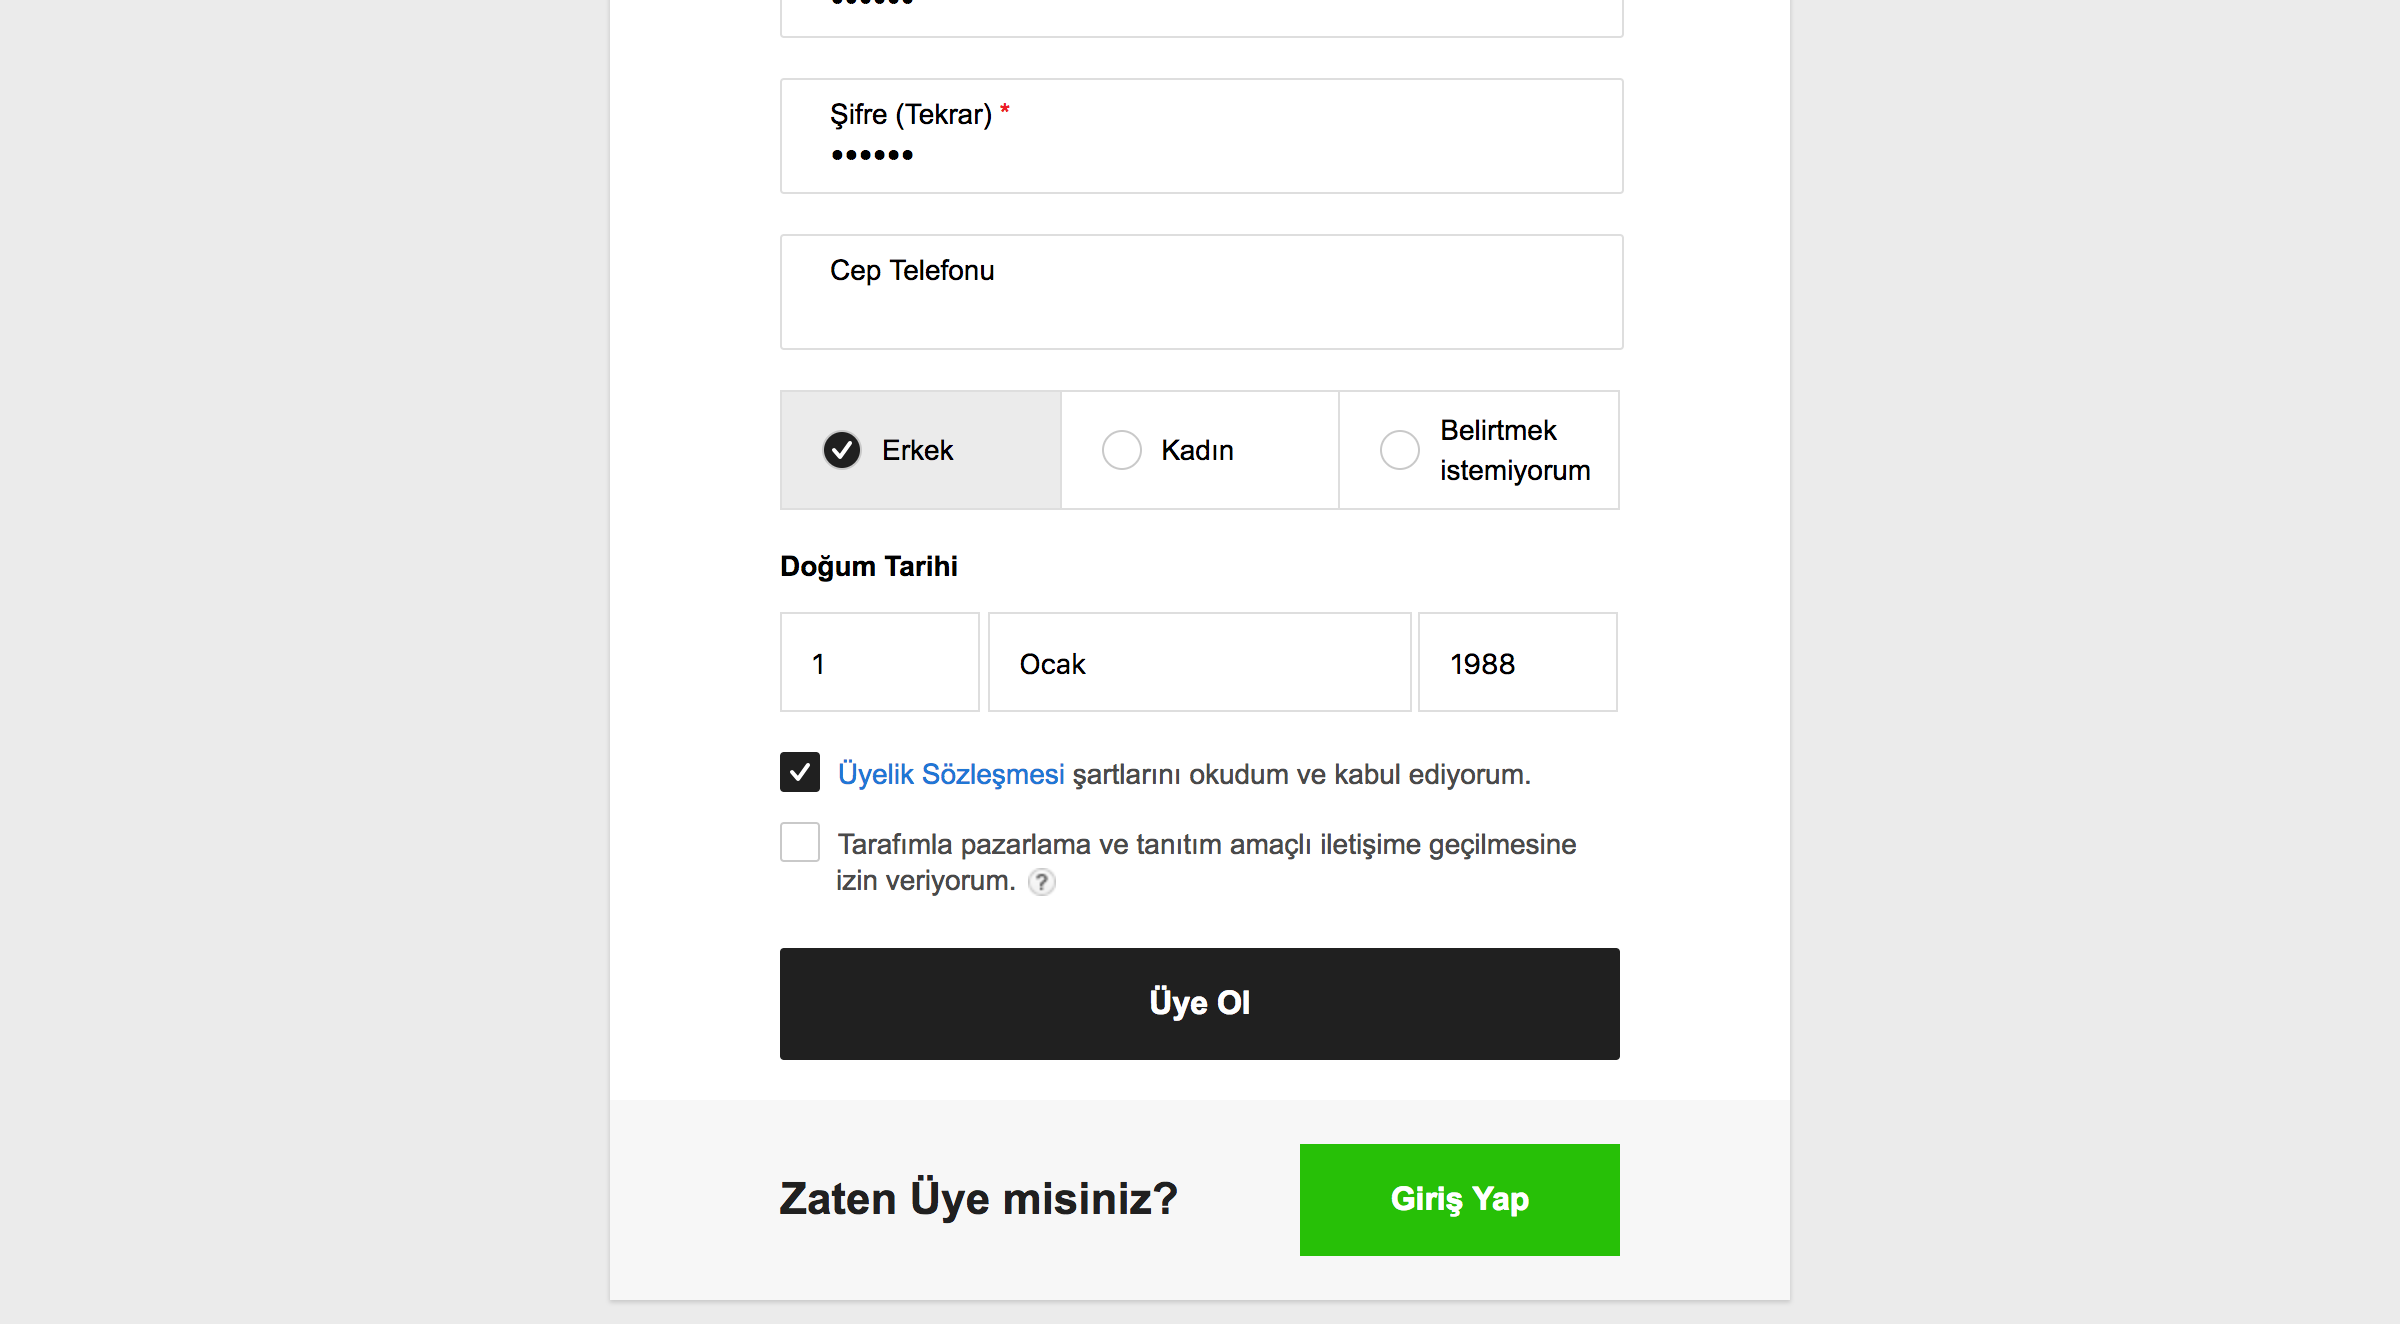 ••••••
Şifre (Tekrar) *
••••••
Cep Telefonu
Erkek
Kadın
Belirtmek
istemiyorum
Doğum Tarihi
1 Ocak 1988
Üyelik Sözleşmesi şartlarını okudum ve kabul ediyorum.
Tarafımla pazarlama ve tanıtım amaçlı iletişime geçilmesine
izin veriyorum. ?
Üye Ol
Zaten Üye misiniz?
Giriş Yap